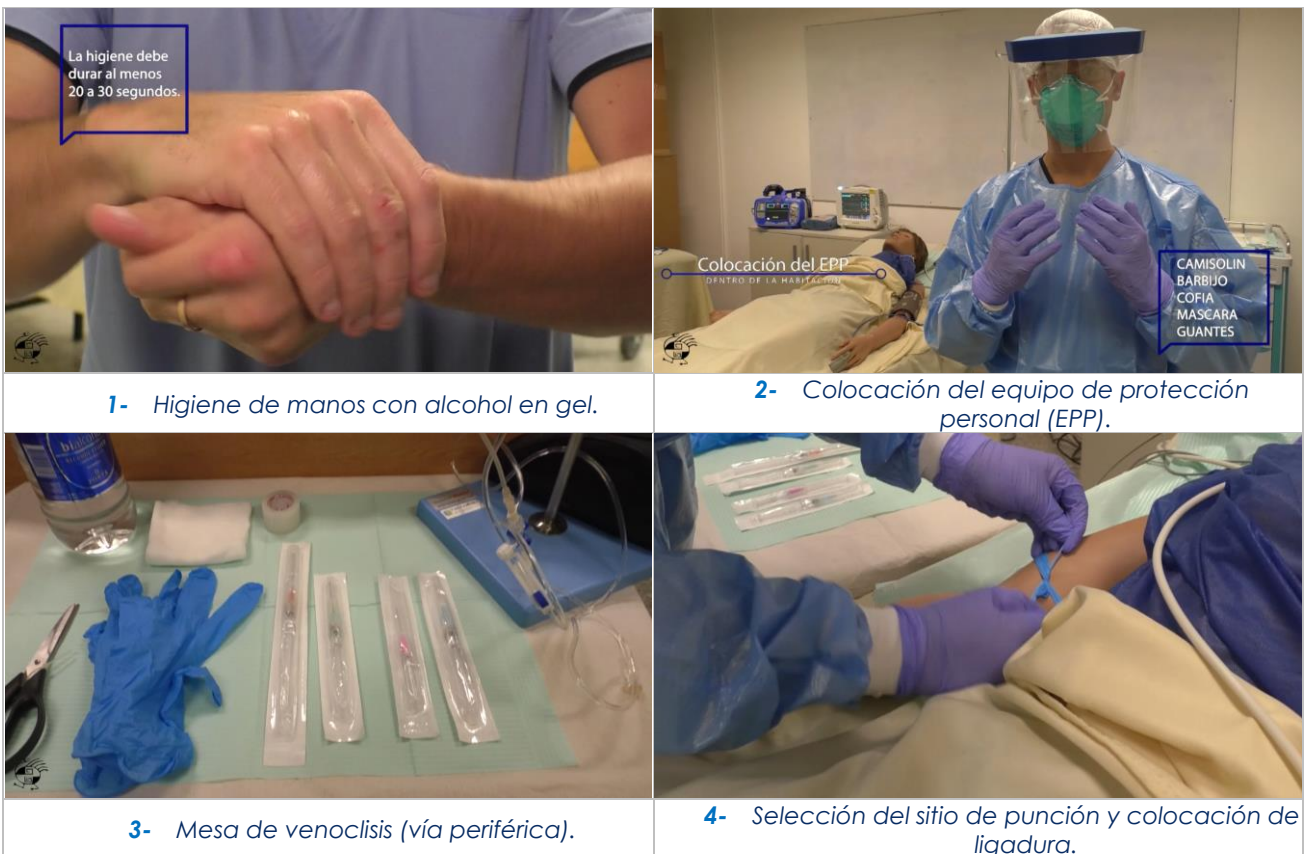 La higiene debe
durar al menos
20 a 30 segundos.
Colocación del EPP
DENTRO DE LA HABITACIÓN
CAMISOLIN
BARBIJO
COFIA
MASCARA
GUANTES
1- Higiene de manos con alcohol en gel.
2- Colocación del equipo de protección
personal (EPP).
bialcohol
3- Mesa de venoclisis (vía periférica).
4- Selección del sitio de punción y colocación de
ligadura.